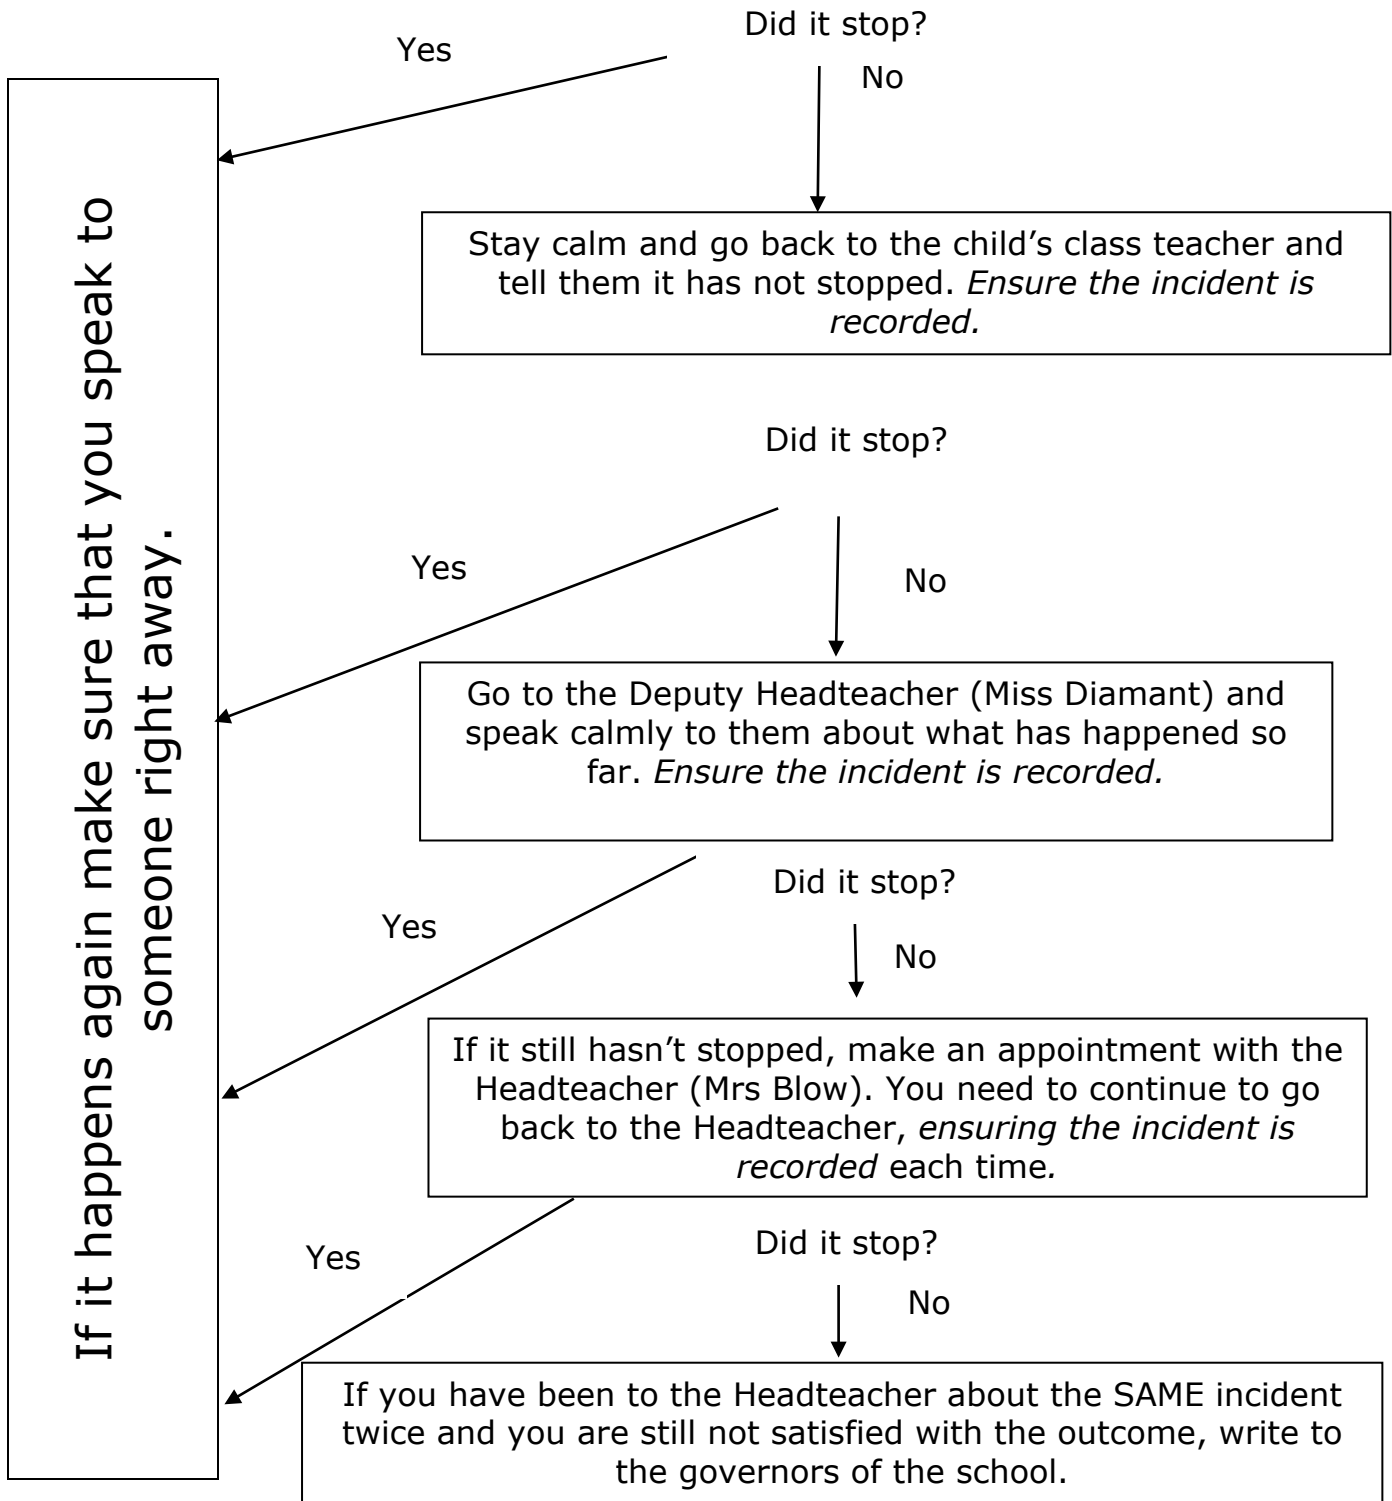 Did it stop?
Yes
No
Stay calm and go back to the child’s class teacher and
tell them it has not stopped. Ensure the incident is
recorded.
Did it stop?
Yes
No
Go to the Deputy Headteacher (Miss Diamant) and
speak calmly to them about what has happened so
far. Ensure the incident is recorded.
Did it stop?
Yes
No
If it still hasn’t stopped, make an appointment with the
Headteacher (Mrs Blow). You need to continue to go
back to the Headteacher, ensuring the incident is
recorded each time.
Did it stop?
Yes
No
If you have been to the Headteacher about the SAME incident
twice and you are still not satisfied with the outcome, write to
the governors of the school.
If it happens again make sure that you speak to
someone right away.